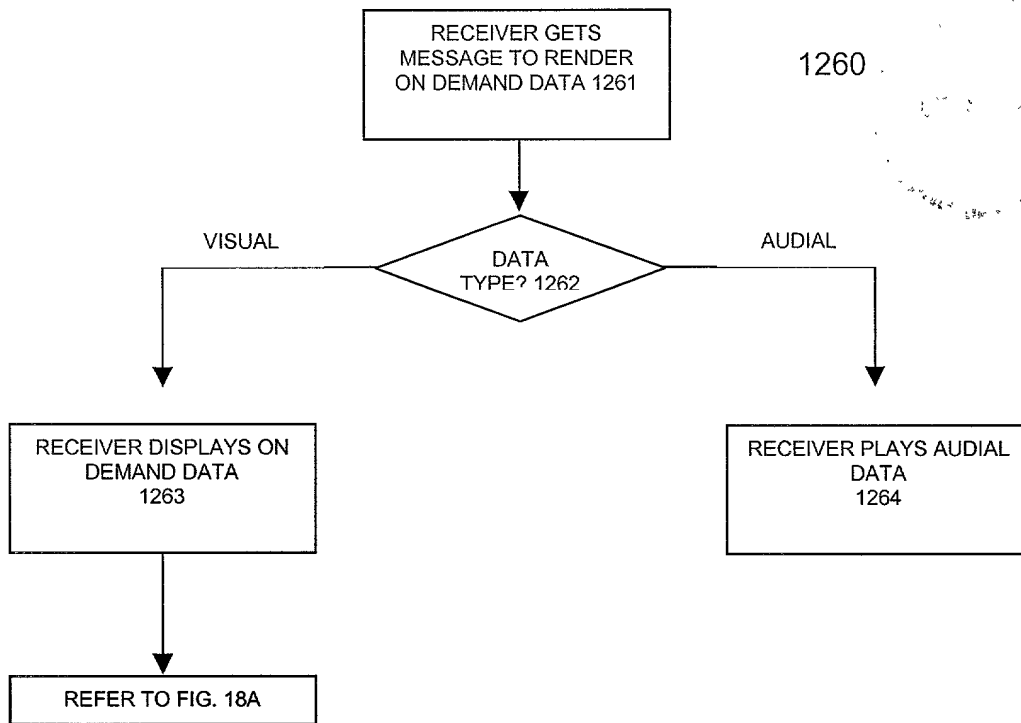 RECEIVER GETS
MESSAGE TO RENDER
ON DEMAND DATA 1261
1260
VISUAL
AUDIAL
DATA
TYPE? 1262
RECEIVER DISPLAYS ON
DEMAND DATA
1263
RECEIVER PLAYS AUDIAL
DATA
1264
REFER TO FIG. 18A